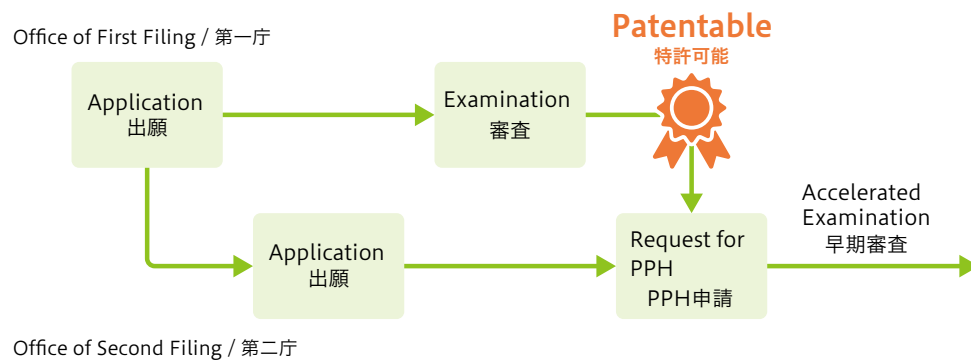 Office of First Filing / 第一庁
Patentable
特許可能
Application
出願
Examination
審査
Application
出願
Request for
PPH
PPH申請
Accelerated
Examination
早期審査
Office of Second Filing / 第二庁